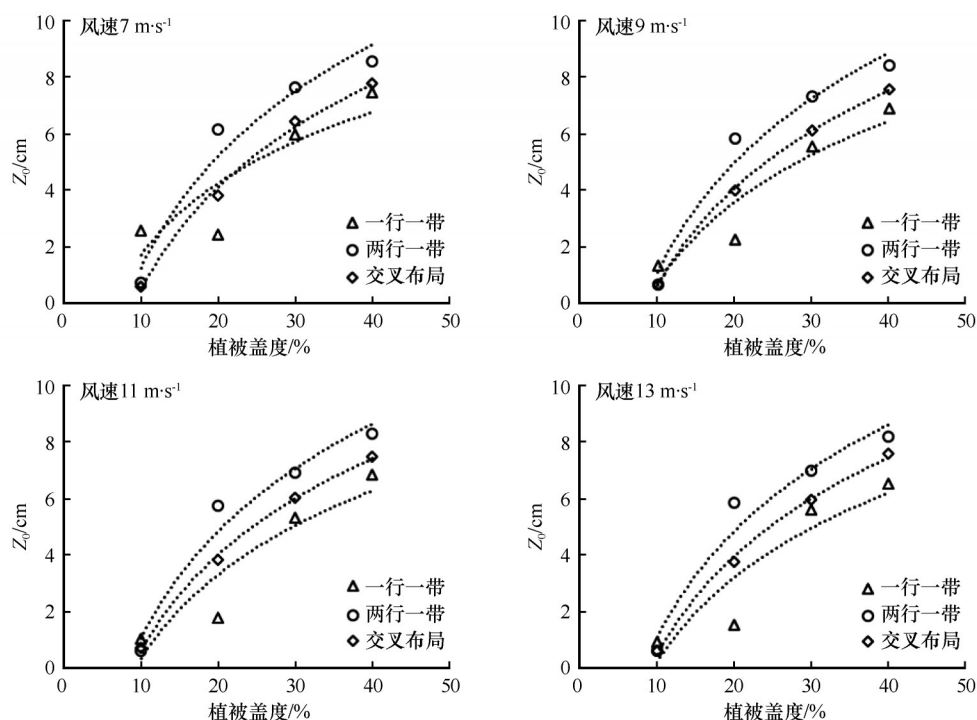 风速7 m·s⁻¹
10
8
6
4
2
0
Z₀/cm
0 10 20 30 40 50
植被盖度/%
一行一带
两行一带
交叉布局
风速9 m·s⁻¹
10
8
6
4
2
0
Z₀/cm
0 10 20 30 40 50
植被盖度/%
一行一带
两行一带
交叉布局
风速11 m·s⁻¹
10
8
6
4
2
0
Z₀/cm
0 10 20 30 40 50
植被盖度/%
一行一带
两行一带
交叉布局
风速13 m·s⁻¹
10
8
6
4
2
0
Z₀/cm
0 10 20 30 40 50
植被盖度/%
一行一带
两行一带
交叉布局